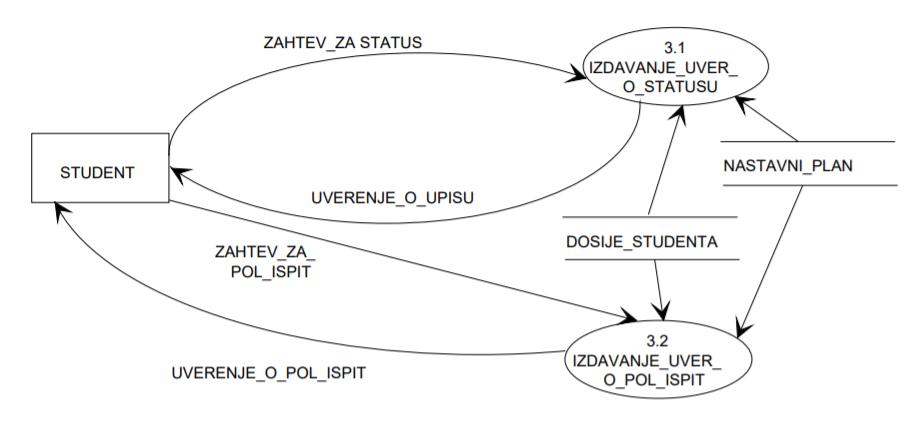 ZAHTEV_ZA STATUS
3.1
IZDAVANJE_UVER_
O_STATUSU
STUDENT
NASTAVNI_PLAN
UVERENJE_O_UPISU
DOSIJE_STUDENTA
ZAHTEV_ZA_
POL_ISPIT
3.2
IZDAVANJE_UVER_
O_POL_ISPIT
UVERENJE_O_POL_ISPIT